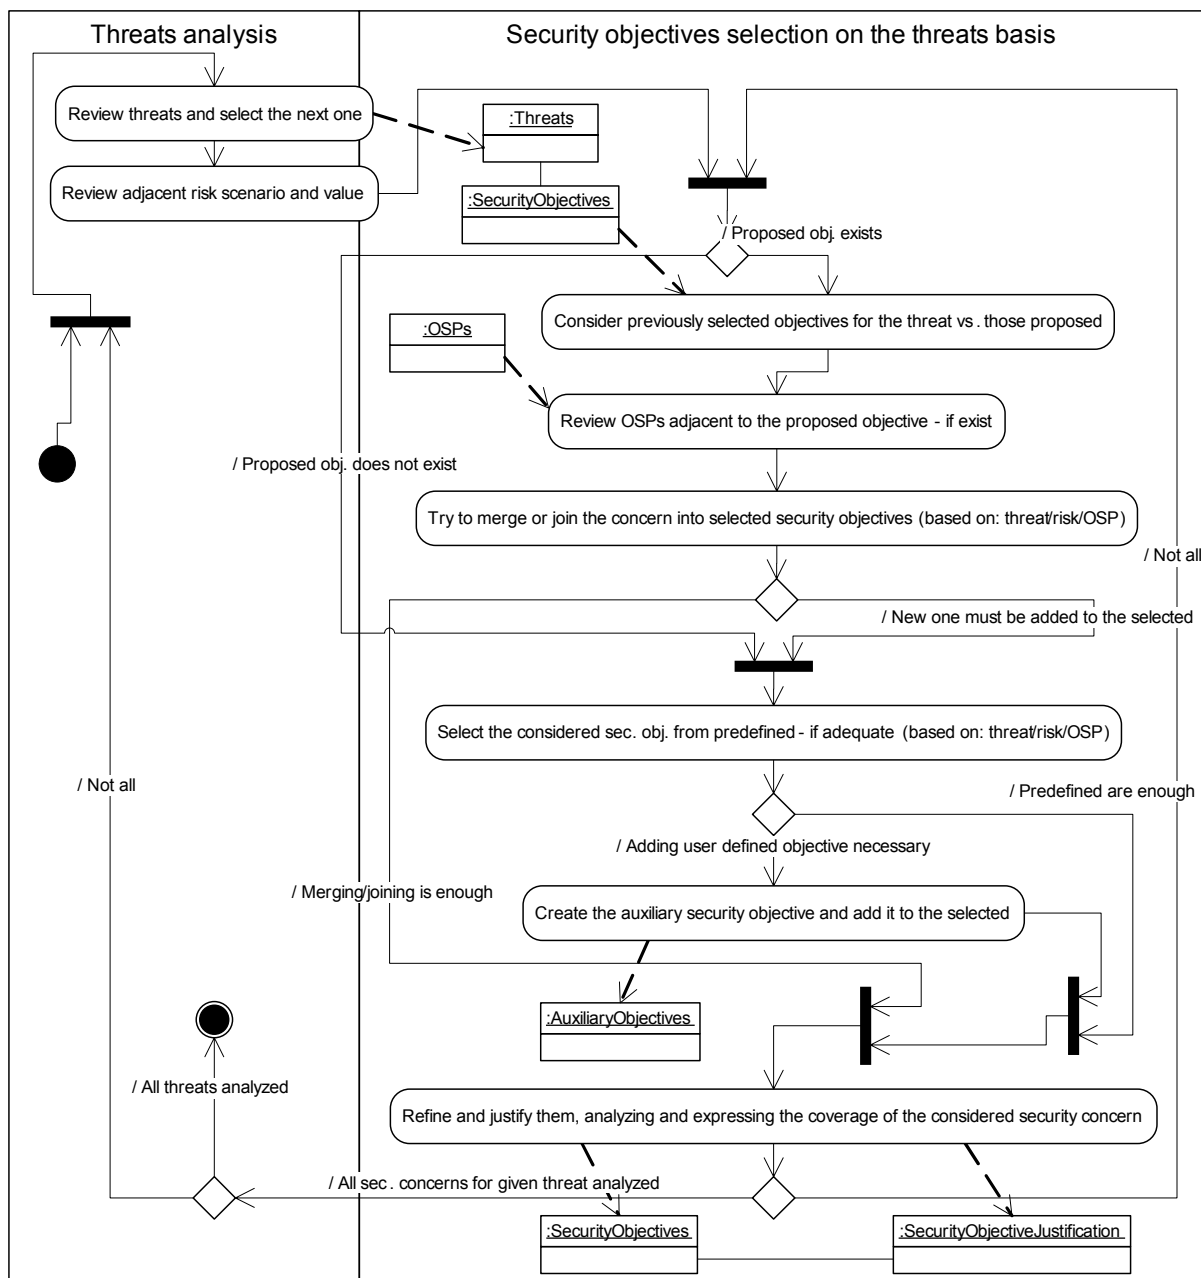 Threats analysis
Security objectives selection on the threats basis
Review threats and select the next one
:Threats
Review adjacent risk scenario and value
:SecurityObjectives
/ Proposed obj. exists
Consider previously selected objectives for the threat vs. those proposed
:OSPs
Review OSPs adjacent to the proposed objective - if exist
/ Proposed obj. does not exist
Try to merge or join the concern into selected security objectives (based on: threat/risk/OSP)
/ Not all
/ New one must be added to the selected
Select the considered sec. obj. from predefined - if adequate (based on: threat/risk/OSP)
/ Not all
/ Predefined are enough
/ Adding user defined objective necessary
/ Merging/joining is enough
Create the auxiliary security objective and add it to the selected
:AuxiliaryObjectives
/ All threats analyzed
Refine and justify them, analyzing and expressing the coverage of the considered security concern
/ All sec. concerns for given threat analyzed
:SecurityObjectives
:SecurityObjectiveJustification